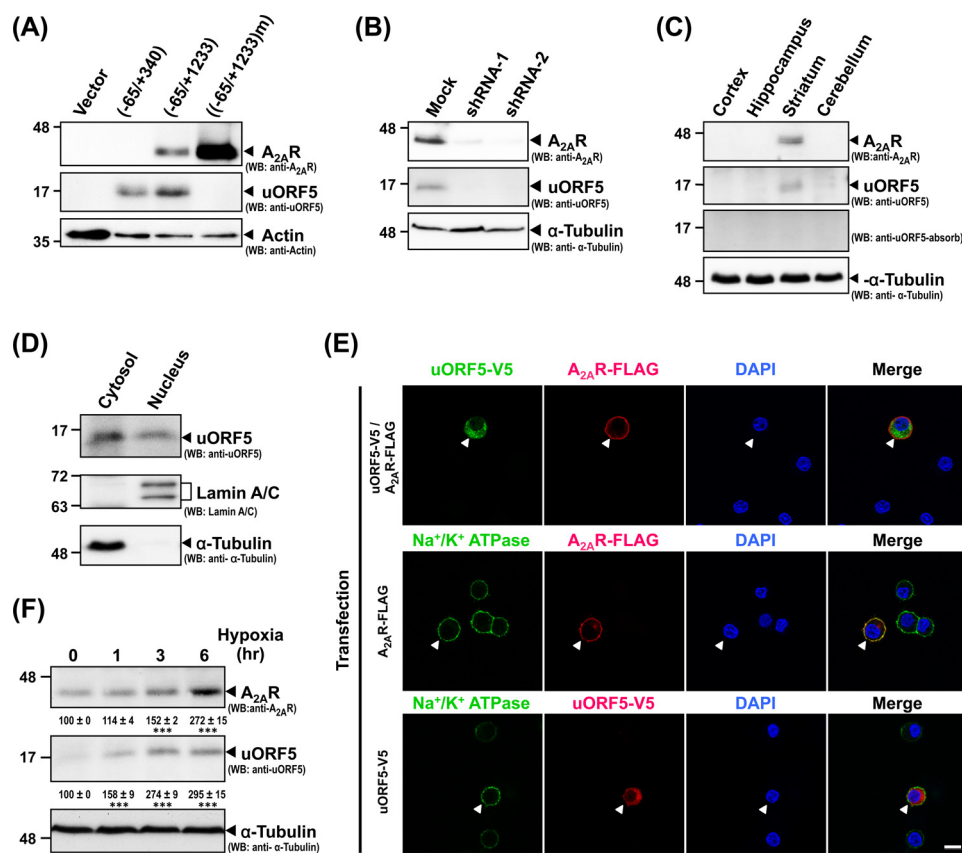 (A)
Vector
(-65/+340)
(-65/+1233)
((-65/+1233)m)
48
A2AR
(WB: anti-A2AR)
17
uORF5
(WB: anti-uORF5)
35
Actin
(WB: anti-Actin)
(B)
Mock
shRNA-1
shRNA-2
48
A2AR
(WB: anti-A2AR)
17
uORF5
(WB: anti-uORF5)
48
α-Tubulin
(WB: anti- α-Tubulin)
(C)
Cortex
Hippocampus
Striatum
Cerebellum
48
A2AR
(WB:anti-A2AR)
17
uORF5
(WB: anti-uORF5)
17
(WB: anti-uORF5-absorb)
48
-α-Tubulin
(WB: anti- α-Tubulin)
(D)
Cytosol
Nucleus
17
uORF5
(WB: anti-uORF5)
72
63
Lamin A/C
(WB: Lamin A/C)
48
α-Tubulin
(WB: anti- α-Tubulin)
(E)
uORF5-V5 A2AR-FLAG DAPI Merge
Transfection
uORF5-V5 /
A2AR-FLAG
Na+/K+ ATPase A2AR-FLAG DAPI Merge
A2AR-FLAG
Na+/K+ ATPase uORF5-V5 DAPI Merge
uORF5-V5
(F)
Hypoxia
0 1 3 6 (hr)
48
A2AR
(WB:anti-A2AR)
100 ± 0 114 ± 4 152 ± 2 272 ± 15
*** ***
17
uORF5
(WB: anti-uORF5)
100 ± 0 158 ± 9 274 ± 9 295 ± 15
*** *** ***
48
α-Tubulin
(WB: anti- α-Tubulin)